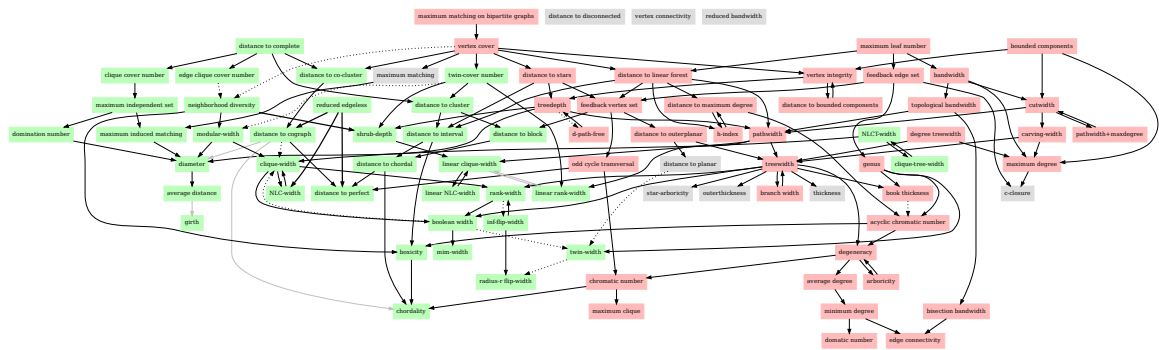 maximum matching on bipartite graphs
distance to disconnected
vertex connectivity
reduced bandwidth
distance to complete
vertex cover
maximum leaf number
bounded components
clique cover number
edge clique cover number
distance to co-cluster
maximum matching
twin-cover number
distance to stars
distance to linear forest
vertex integrity
feedback edge set
bandwidth
maximum independent set
neighborhood diversity
reduced edgeless
distance to cluster
treedepth
feedback vertex set
distance to maximum degree
distance to bounded components
topological bandwidth
cutwidth
domination number
maximum induced matching
modular-width
distance to cograph
shrub-depth
distance to interval
distance to block
d-path-free
distance to outerplanar
h-index
pathwidth
NLCT-width
degree treewidth
carving-width
pathwidth+maxdegree
diameter
clique-width
distance to chordal
linear clique-width
odd cycle transversal
distance to planar
treewidth
genus
clique-tree-width
maximum degree
average distance
NLC-width
distance to perfect
linear NLC-width
rank-width
linear rank-width
star-arboricity
outerthickness
branch width
thickness
book thickness
c-closure
girth
boolean width
inf-flip-width
acyclic chromatic number
boxicity
mim-width
twin-width
degeneracy
radius-r flip-width
chromatic number
average degree
arboricity
chordality
maximum clique
minimum degree
bisection bandwidth
domatic number
edge connectivity